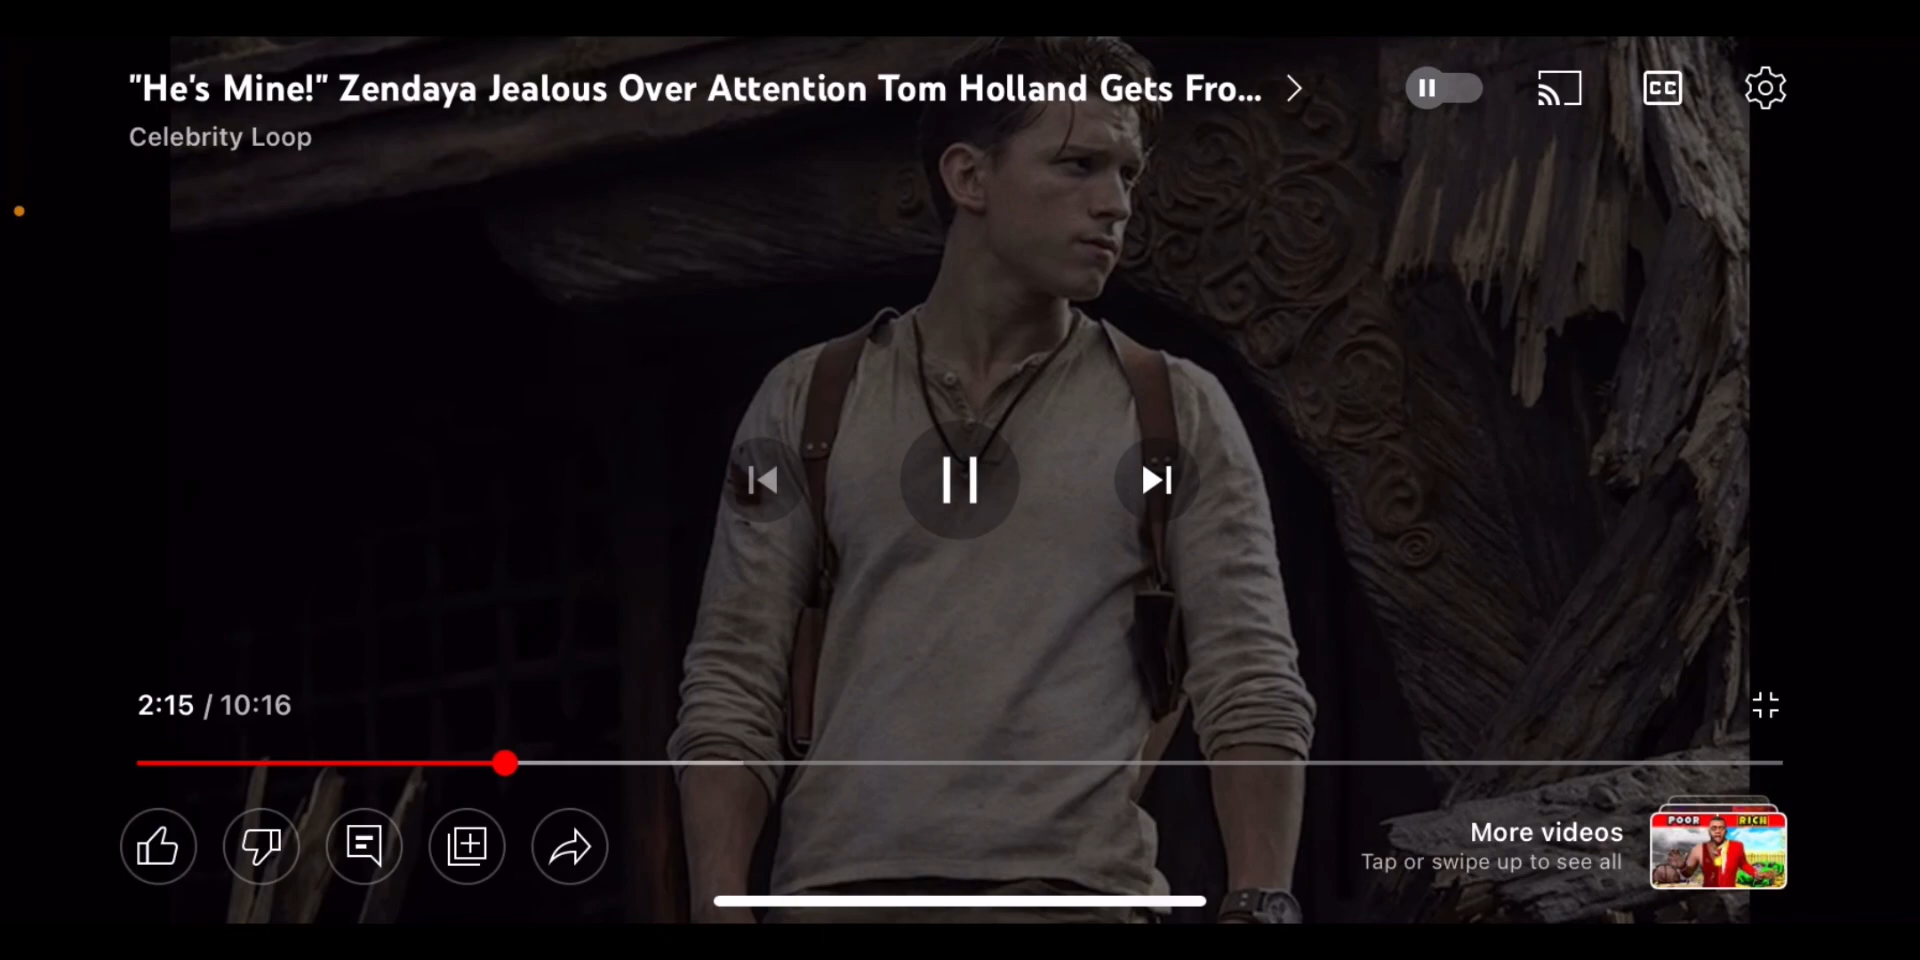 "He's Mine!" Zendaya Jealous Over Attention Tom Holland Gets Fro...
Celebrity Loop
CC
2:15 / 10:16
More videos
Tap or swipe up to see all
POOR RICH